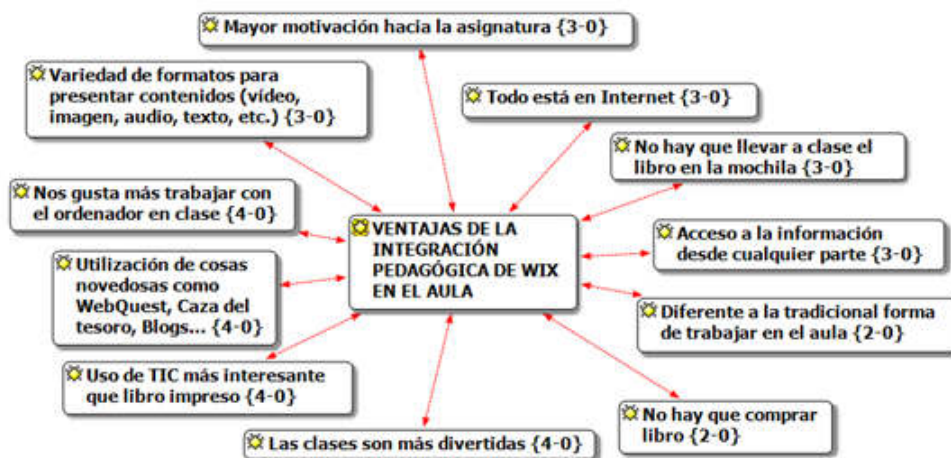 Mayor motivación hacia la asignatura {3-0}
Variedad de formatos para
presentar contenidos (vídeo,
imagen, audio, texto, etc.) {3-0}
Todo está en Internet {3-0}
No hay que llevar a clase el
libro en la mochila {3-0}
Nos gusta más trabajar con
el ordenador en clase {4-0}
VENTAJAS DE LA
INTEGRACIÓN
PEDAGÓGICA DE WIX
EN EL AULA
Acceso a la información
desde cualquier parte {3-0}
Utilización de cosas
novedosas como
WebQuest, Caza del
tesoro, Blogs... {4-0}
Diferente a la tradicional forma
de trabajar en el aula {2-0}
Uso de TIC más interesante
que libro impreso {4-0}
No hay que comprar
libro {2-0}
Las clases son más divertidas {4-0}